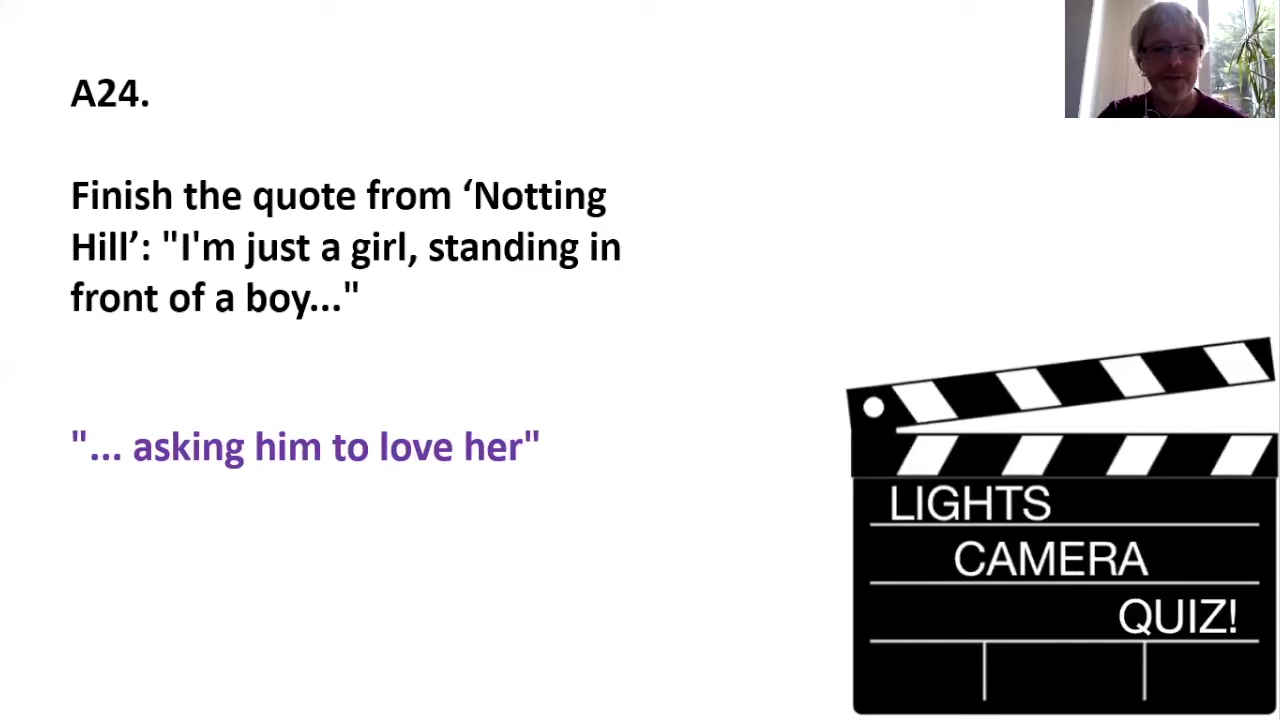 A24.
Finish the quote from ‘Notting
Hill’: "I'm just a girl, standing in
front of a boy..."
"... asking him to love her"
LIGHTS
CAMERA
QUIZ!